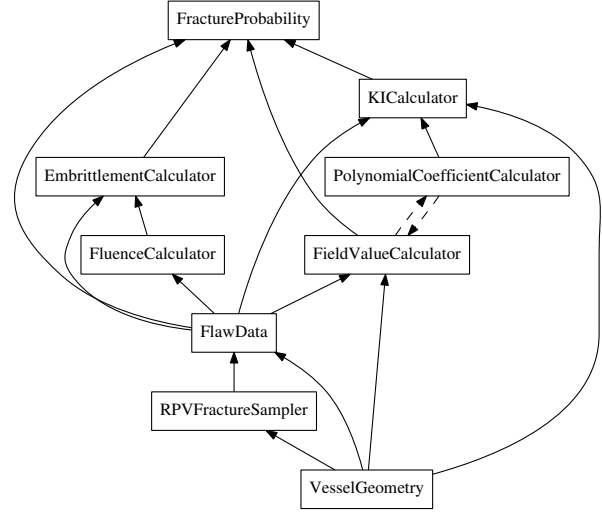 FractureProbability
KICalculator
EmbrittlementCalculator
PolynomialCoefficientCalculator
FluenceCalculator
FieldValueCalculator
FlawData
RPVFractureSampler
VesselGeometry